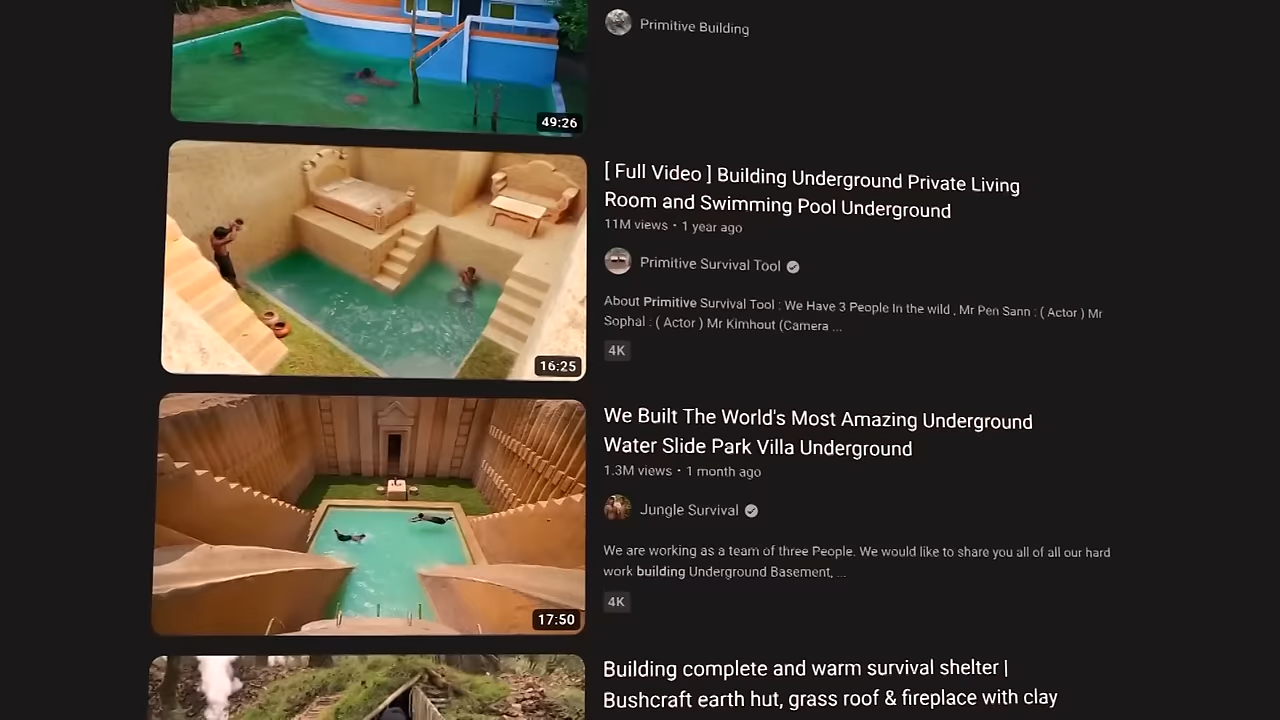 Primitive Building
49:26
[ Full Video ] Building Underground Private Living
Room and Swimming Pool Underground
11M views • 1 year ago
Primitive Survival Tool
About Primitive Survival Tool : We Have 3 People In the wild , Mr Pen Sann : ( Actor ) Mr
Sophal : ( Actor ) Mr Kimhout (Camera ...
4K
16:25
We Built The World's Most Amazing Underground
Water Slide Park Villa Underground
1.3M views • 1 month ago
Jungle Survival
We are working as a team of three People. We would like to share you all of all our hard
work building Underground Basement, ...
4K
17:50
Building complete and warm survival shelter |
Bushcraft earth hut, grass roof & fireplace with clay